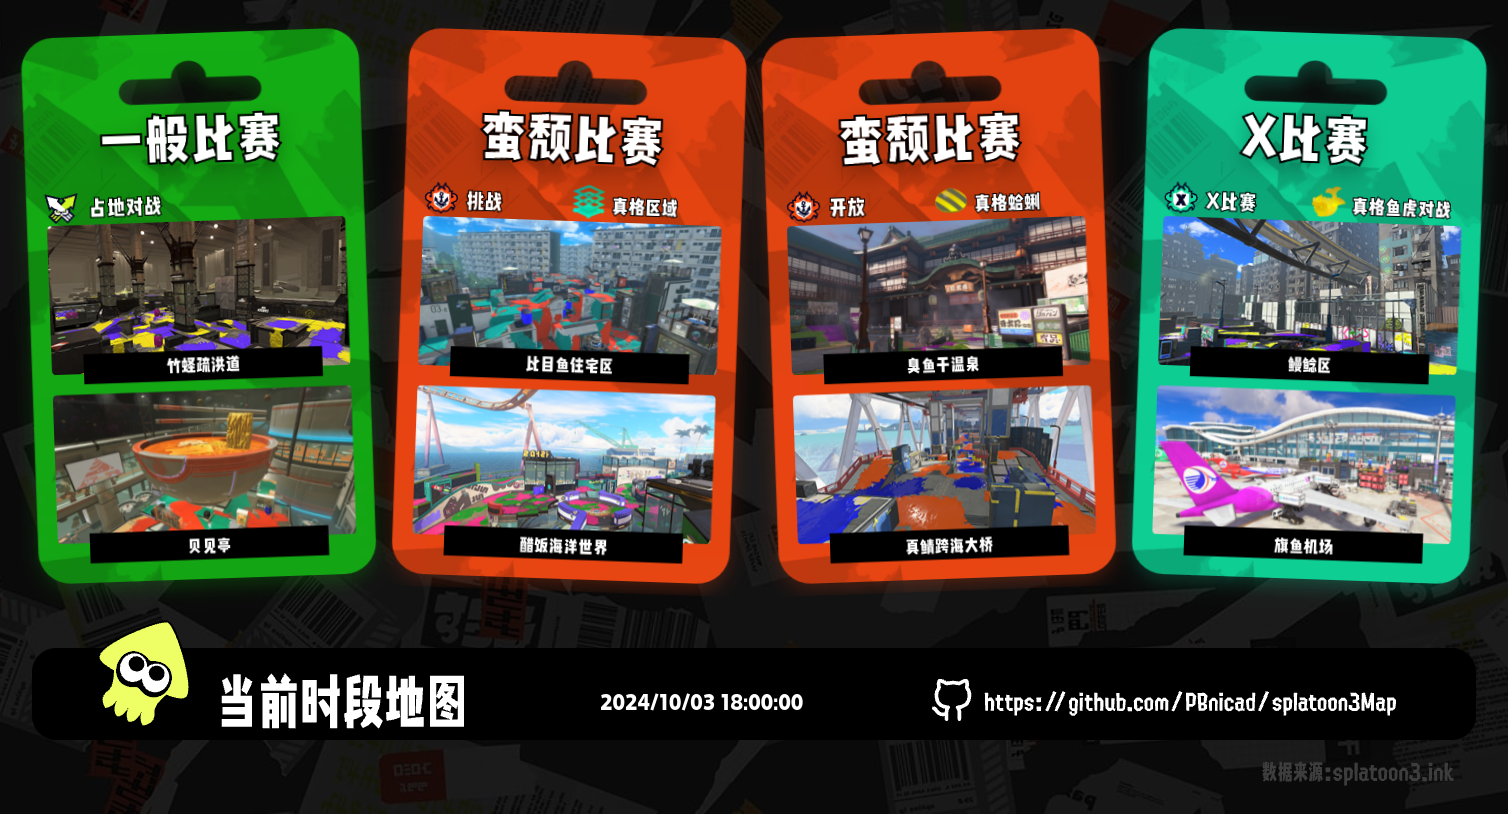 一般比赛
占地对战
竹蛏疏洪道
贝见亭
蛮颓比赛
挑战
真格区域
比目鱼住宅区
醋饭海洋世界
蛮颓比赛
开放
真格蛤蜊
臭鱼干温泉
真鲭跨海大桥
X比赛
X比赛
真格鱼虎对战
鳗鲶区
旗鱼机场
当前时段地图
2024/10/03 18:00:00
https://github.com/PBnicad/splatoon3Map
数据来源:splatoon3.ink